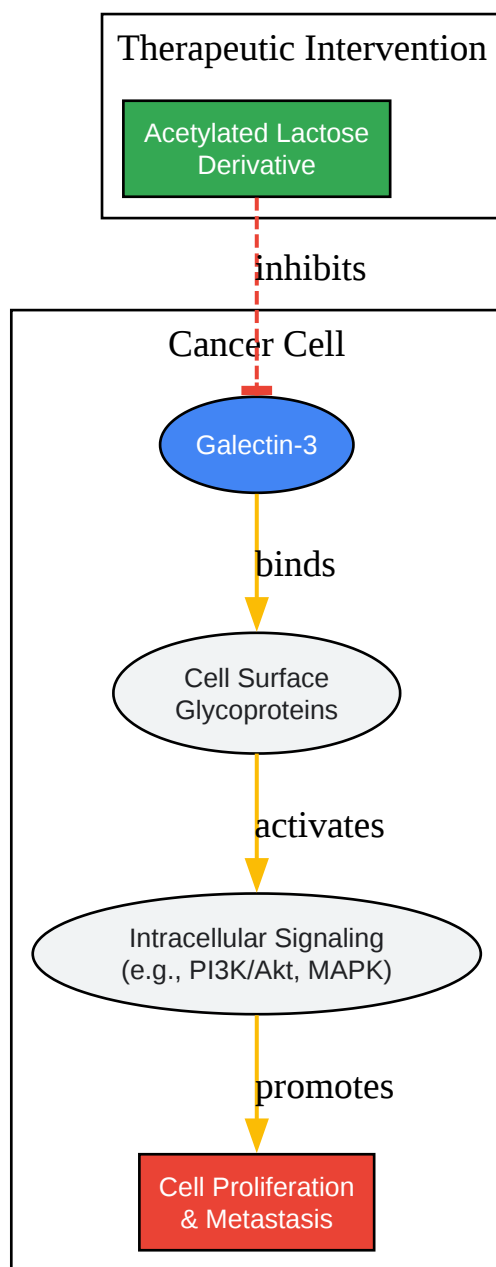 Therapeutic Intervention
Acetylated Lactose
Derivative
inhibits
Cancer Cell
Galectin-3
binds
Cell Surface
Glycoproteins
activates
Intracellular Signaling
(e.g., PI3K/Akt, MAPK)
promotes
Cell Proliferation
& Metastasis